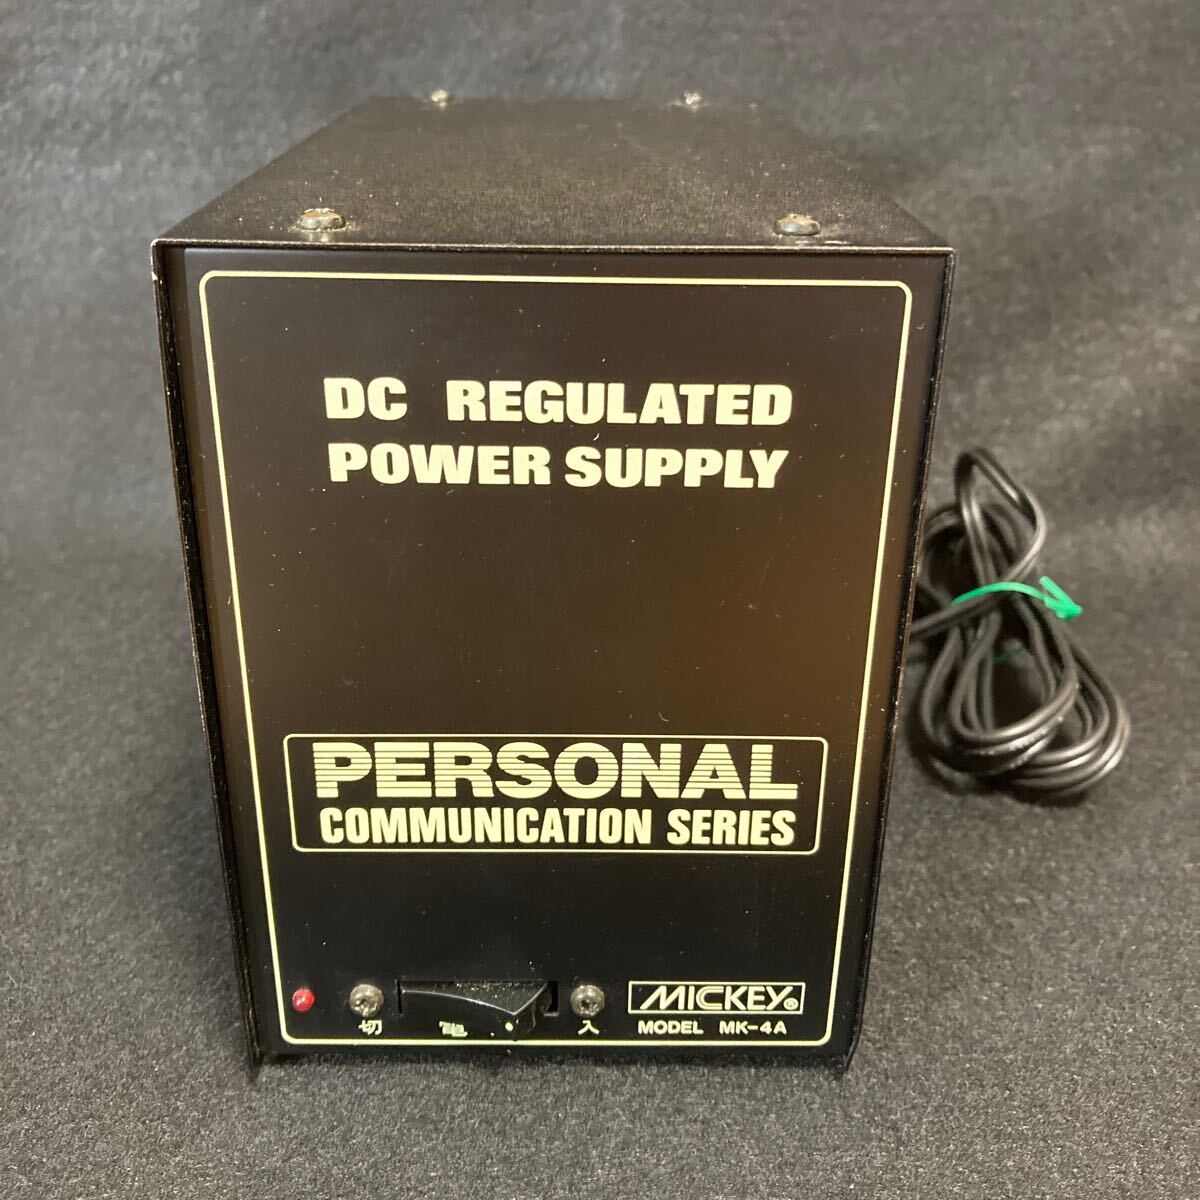 DC REGULATED
POWER SUPPLY
PERSONAL
COMMUNICATION SERIES
MICKEY®
切 電 入
MODEL MK-4A